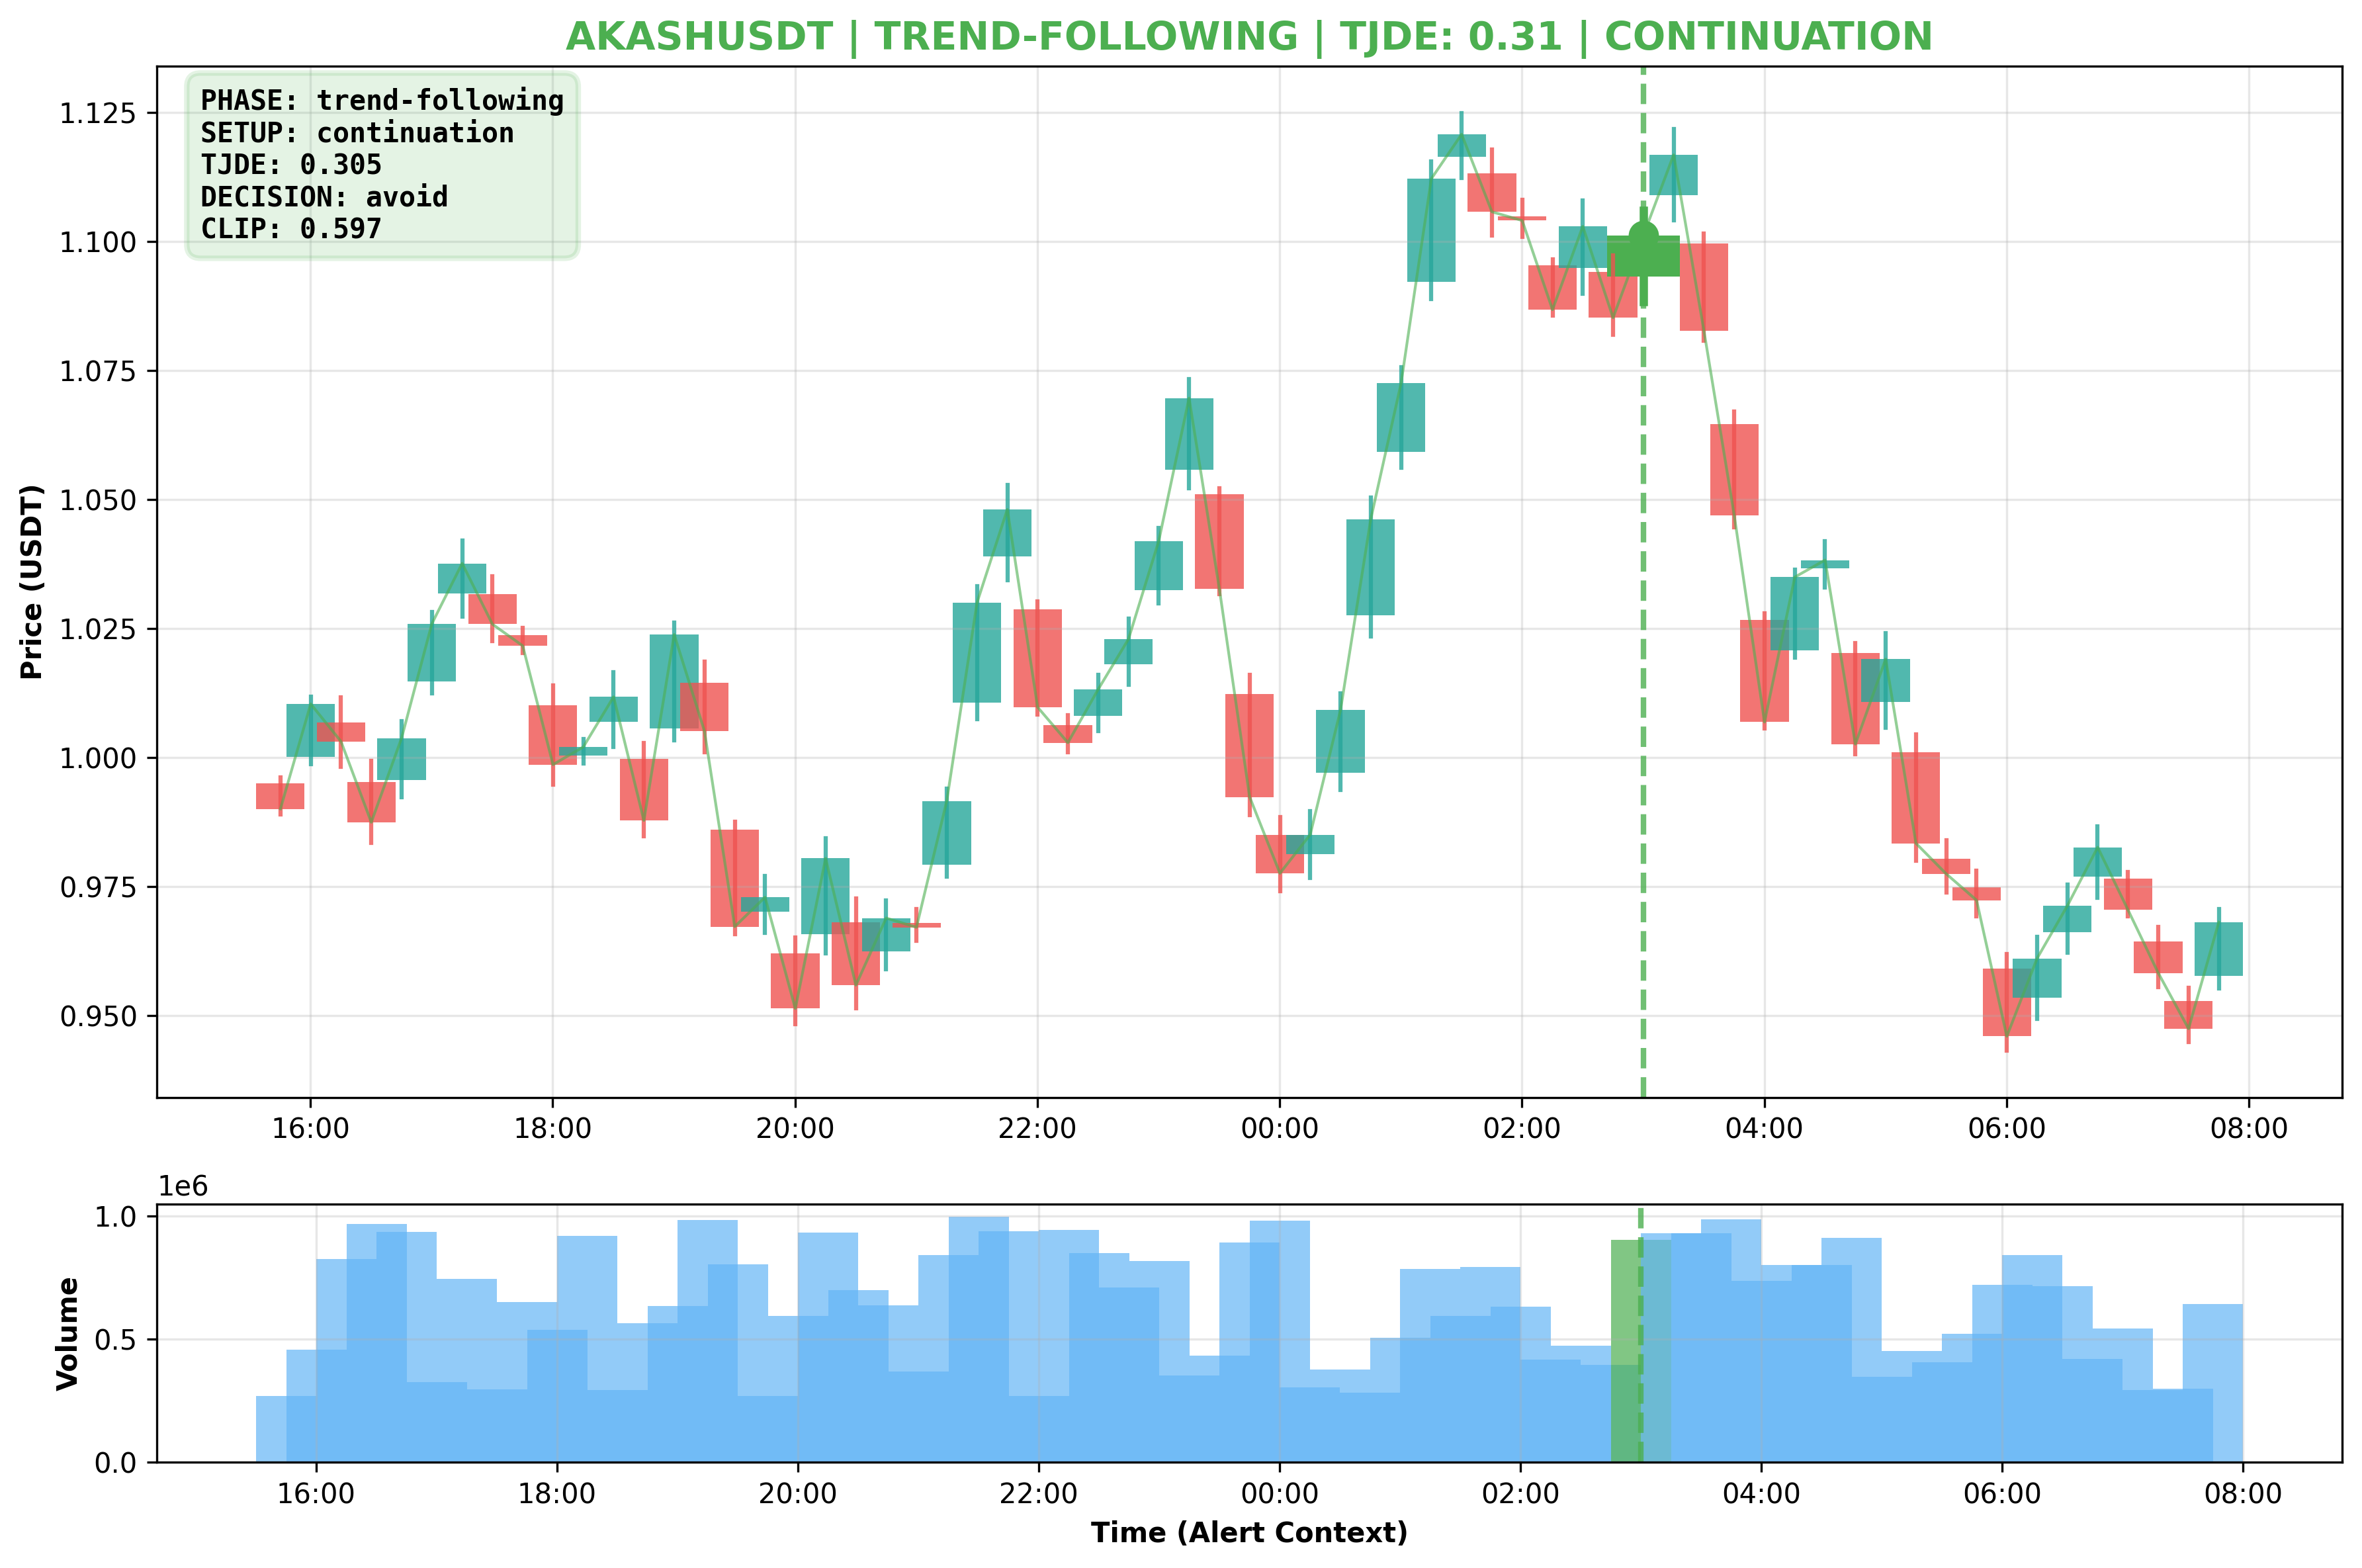 AKASHUSDT | TREND-FOLLOWING | TJDE: 0.31 | CONTINUATION
PHASE: trend-following
SETUP: continuation
TJDE: 0.305
DECISION: avoid
CLIP: 0.597
Price (USDT)
1.125
1.100
1.075
1.050
1.025
1.000
0.975
0.950
16:00 18:00 20:00 22:00 00:00 02:00 04:00 06:00 08:00
1e6
Volume
1.0
0.5
0.0
16:00 18:00 20:00 22:00 00:00 02:00 04:00 06:00 08:00
Time (Alert Context)